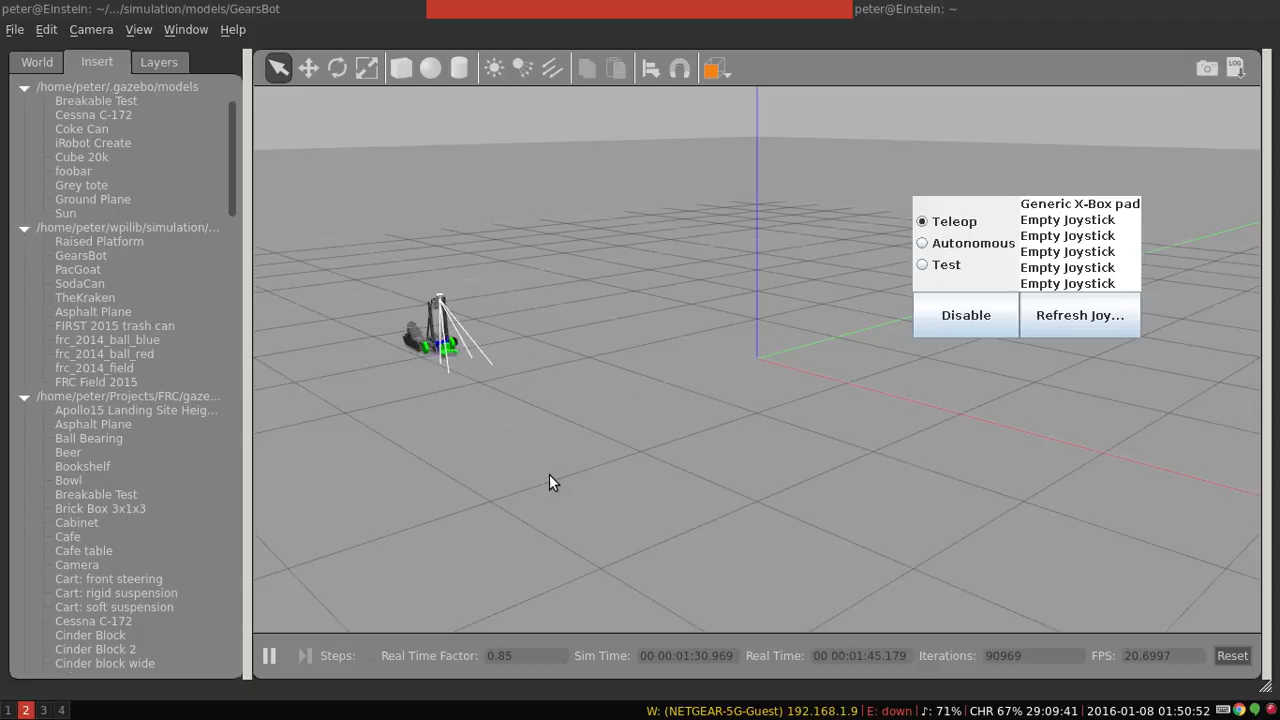 peter@Einstein: ~/.../simulation/models/GearsBot
peter@Einstein: ~
File Edit Camera View Window Help
World Insert Layers
/home/peter/.gazebo/models
Breakable Test
Cessna C-172
Coke Can
iRobot Create
Cube 20k
foobar
Grey tote
Ground Plane
Sun
/home/peter/wpilib/simulation/...
Raised Platform
GearsBot
PacGoat
SodaCan
TheKraken
Asphalt Plane
FIRST 2015 trash can
frc_2014_ball_blue
frc_2014_ball_red
frc_2014_field
FRC Field 2015
/home/peter/Projects/FRC/gaze...
Apollo15 Landing Site Heig...
Asphalt Plane
Ball Bearing
Beer
Bookshelf
Bowl
Breakable Test
Brick Box 3x1x3
Cabinet
Cafe
Cafe table
Camera
Cart: front steering
Cart: rigid suspension
Cart: soft suspension
Cessna C-172
Cinder Block
Cinder Block 2
Cinder block wide
LOG
Teleop
Autonomous
Test
Generic X-Box pad
Empty Joystick
Empty Joystick
Empty Joystick
Empty Joystick
Empty Joystick
Disable Refresh Joy...
Steps: Real Time Factor: 0.85 Sim Time: 00 00:01:30.969 Real Time: 00 00:01:45.179 Iterations: 90969 FPS: 20.6997 Reset
1 2 3 4 W: (NETGEAR-5G-Guest) 192.168.1.9 E: down ♪: 71% CHR 67% 29:09:41 2016-01-08 01:50:52